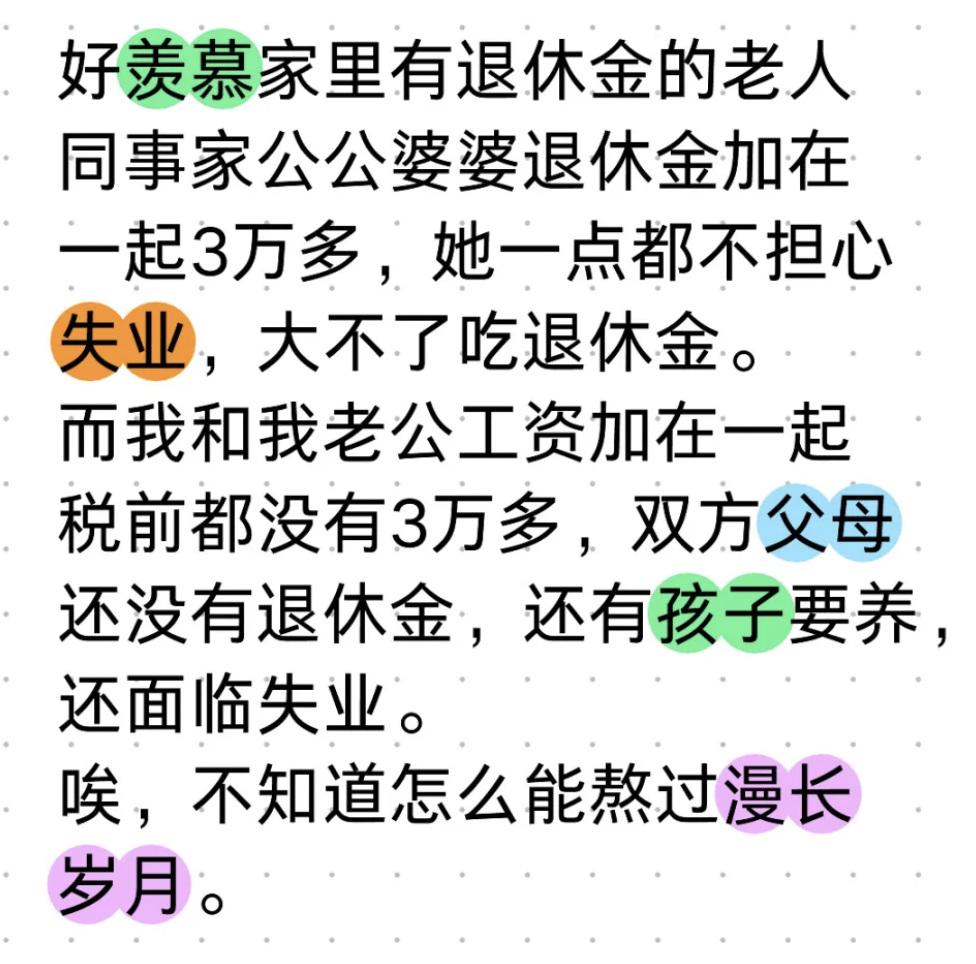 好羡慕家里有退休金的老人
同事家公公婆婆退休金加在
一起3万多，她一点都不担心
失业，大不了吃退休金。
而我和我老公工资加在一起
税前都没有3万多，双方父母
还没有退休金，还有孩子要养，
还面临失业。
唉，不知道怎么能熬过漫长
岁月。